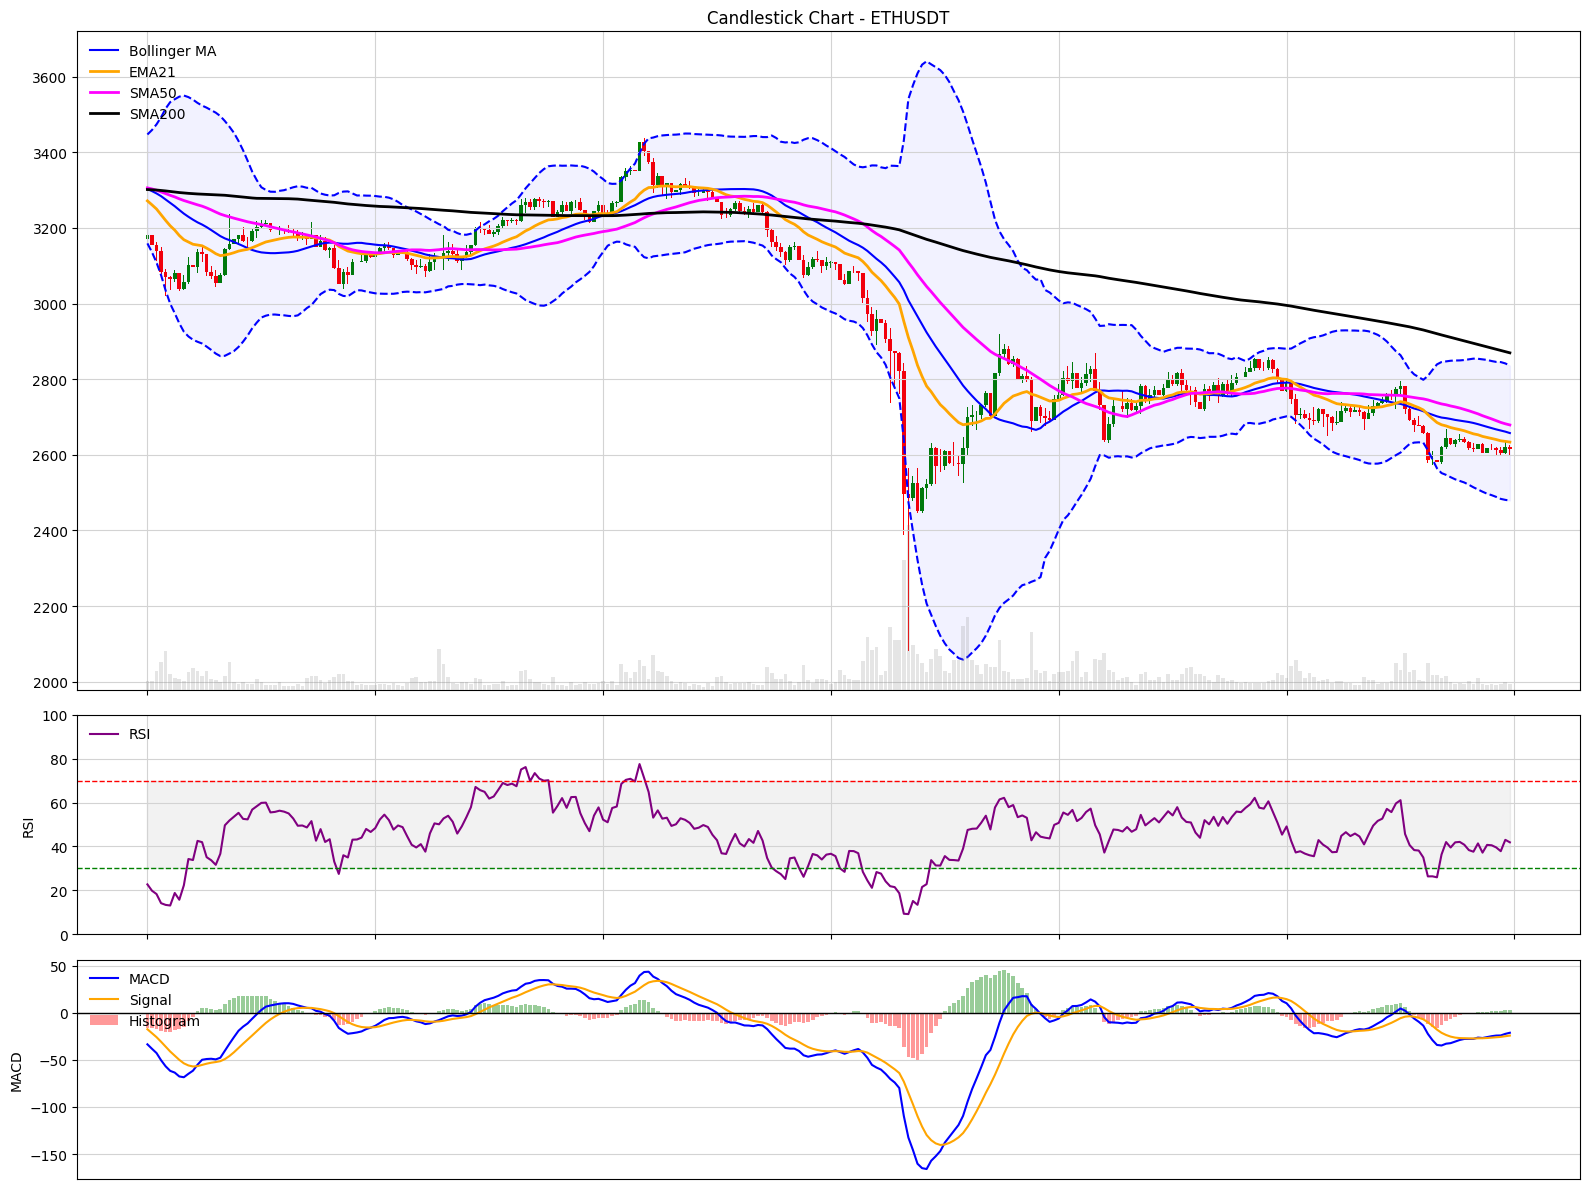 Candlestick Chart - ETHUSDT
Bollinger MA
EMA21
SMA50
SMA200
3600
3400
3200
3000
2800
2600
2400
2200
2000
RSI
100
80
60
40
20
0
RSI
MACD
Signal
Histogram
50
0
−50
−100
−150
MACD